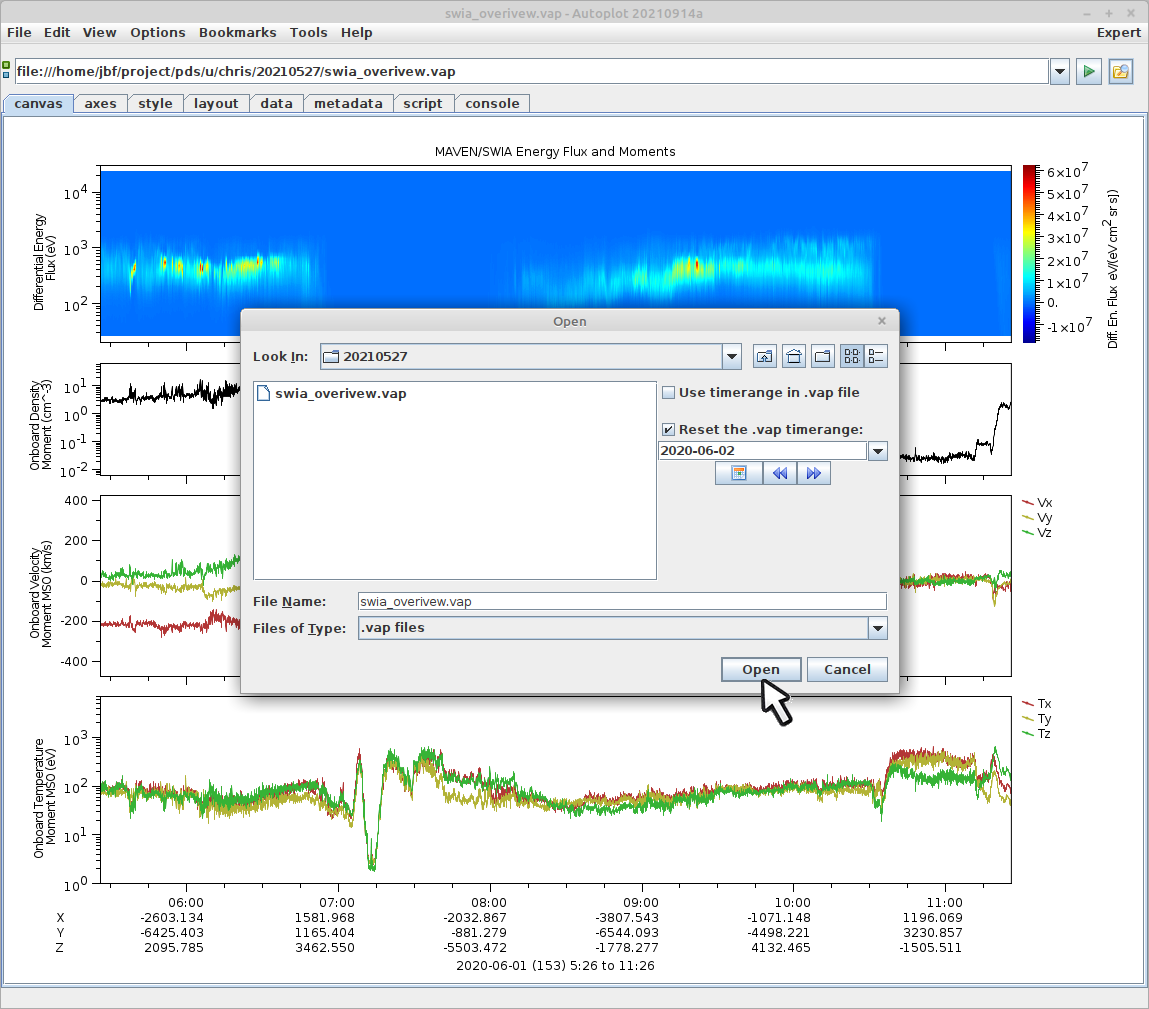 swia_overivew.vap - Autoplot 20210914a
File Edit View Options Bookmarks Tools Help Expert
file:///home/jbf/project/pds/u/chris/20210527/swia_overivew.vap
canvas axes style layout data metadata script console
MAVEN/SWIA Energy Flux and Moments
Differential Energy
Flux (eV)
10^4
10^3
10^2
6×10^7
5×10^7
4×10^7
3×10^7
2×10^7
1×10^7
0.
-1×10^7
Diff. En. Flux eV/(eV cm^2 sr s])
Open
Look In: 20210527
swia_overivew.vap
Use timerange in .vap file
Reset the .vap timerange:
2020-06-02
File Name: swia_overivew.vap
Files of Type: .vap files
Open Cancel
Onboard Density
Moment (cm^-3)
10^1
10^0
10^-1
10^-2
Onboard Velocity
Moment MSO (km/s)
400
200
0
-200
-400
Vx
Vy
Vz
Onboard Temperature
Moment MSO (eV)
10^3
10^2
10^1
10^0
Tx
Ty
Tz
06:00 07:00 08:00 09:00 10:00 11:00
X -2603.134 1581.968 -2032.867 -3807.543 -1071.148 1196.069
Y -6425.403 1165.404 -881.279 -6544.093 -4498.221 3230.857
Z 2095.785 3462.550 -5503.472 -1778.277 4132.465 -1505.511
2020-06-01 (153) 5:26 to 11:26